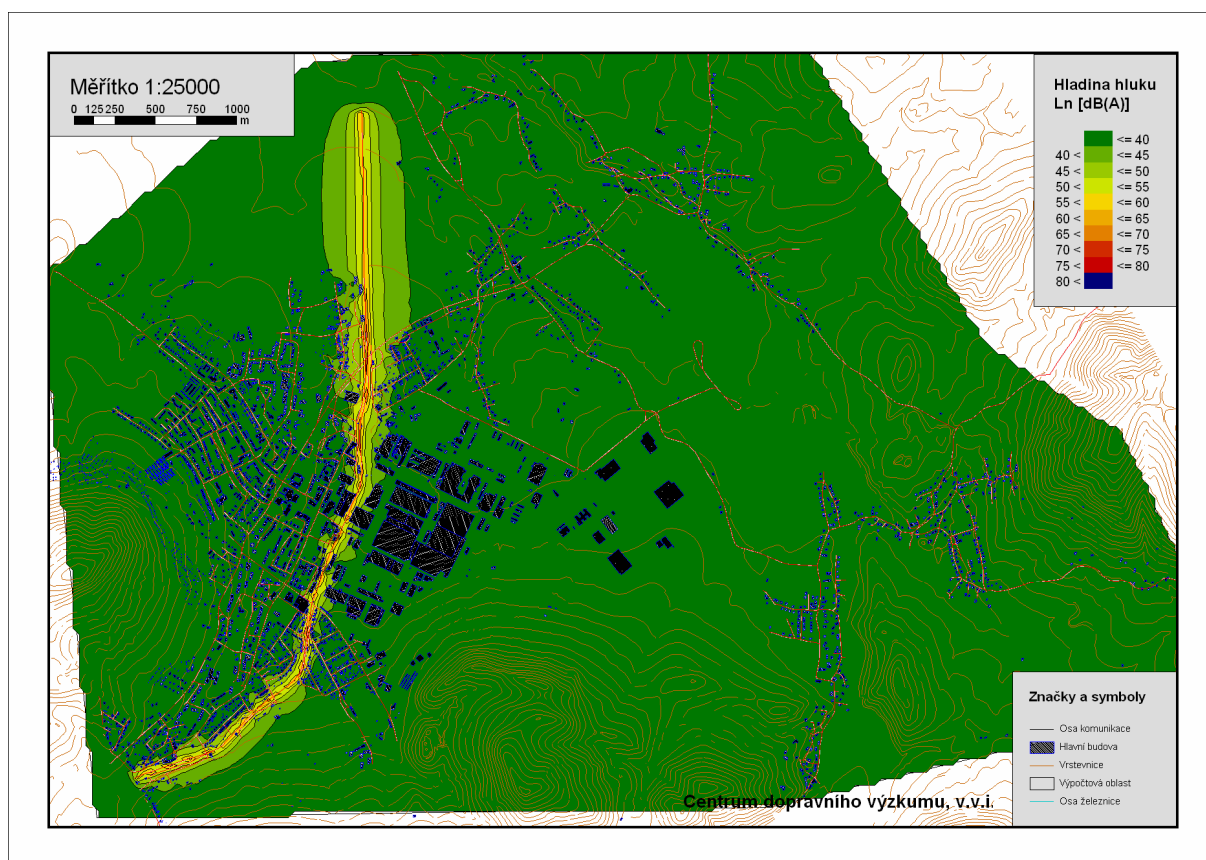 Měřítko 1:25000
0 125 250 500 750 1000
m
Hladina hluku
Ln [dB(A)]
<= 40
40 < <= 45
45 < <= 50
50 < <= 55
55 < <= 60
60 < <= 65
65 < <= 70
70 < <= 75
75 < <= 80
80 <
Značky a symboly
Osa komunikace
Hlavní budova
Vrstevnice
Výpočtová oblast
Osa železnice
Centrum dopravního výzkumu, v.v.i.